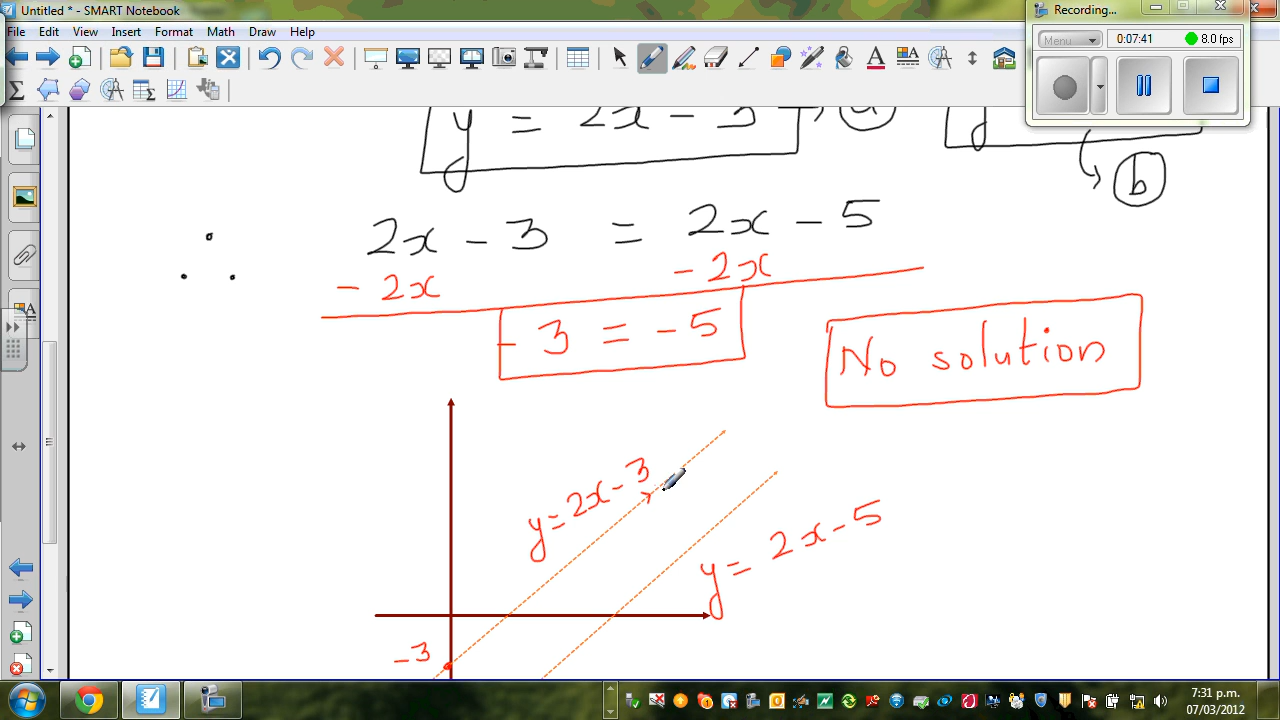 Untitled * - SMART Notebook
Recording...
File Edit View Insert Format Math Draw Help
Menu
0:07:41
8.0 fps
y = 2x - 3
a
y
b
2x - 3 = 2x - 5
- 2x - 2x
- 3 = -5
No solution
y = 2x - 3
y = 2x - 5
-3
7:31 p.m.
07/03/2012